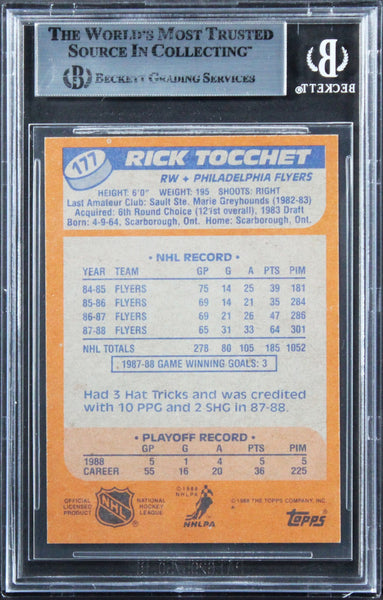 THE WORLD'S MOST TRUSTED
SOURCE IN COLLECTING™
BGS
BECKETT GRADING SERVICES
BGS
BECKETT
177
RICK TOCCHET
RW + PHILADELPHIA FLYERS
HEIGHT: 6'0" WEIGHT: 195 SHOOTS: RIGHT
Last Amateur Club: Sault Ste. Marie Greyhounds (1982-83)
Acquired: 6th Round Choice (121st overall), 1983 Draft
Born: 4-9-64, Scarborough, Ont. Home: Scarborough, Ont.
• NHL RECORD •
YEAR TEAM GP G A PTS PIM
84-85 FLYERS 75 14 25 39 181
85-86 FLYERS 69 14 21 35 284
86-87 FLYERS 69 21 26 47 286
87-88 FLYERS 65 31 33 64 301
NHL TOTALS 278 80 105 185 1052
1987-88 GAME WINNING GOALS: 3
Had 3 Hat Tricks and was credited
with 10 PPG and 2 SHG in 87-88.
• PLAYOFF RECORD •
GP G A PTS PIM
1988 5 1 4 5 5
CAREER 55 16 20 36 225
OFFICIAL
LICENSED
PRODUCT
NHL
NATIONAL
HOCKEY
LEAGUE
© 1988
NHLPA
NHLPA
© 1988 THE TOPPS COMPANY, INC.
A
TOPPS